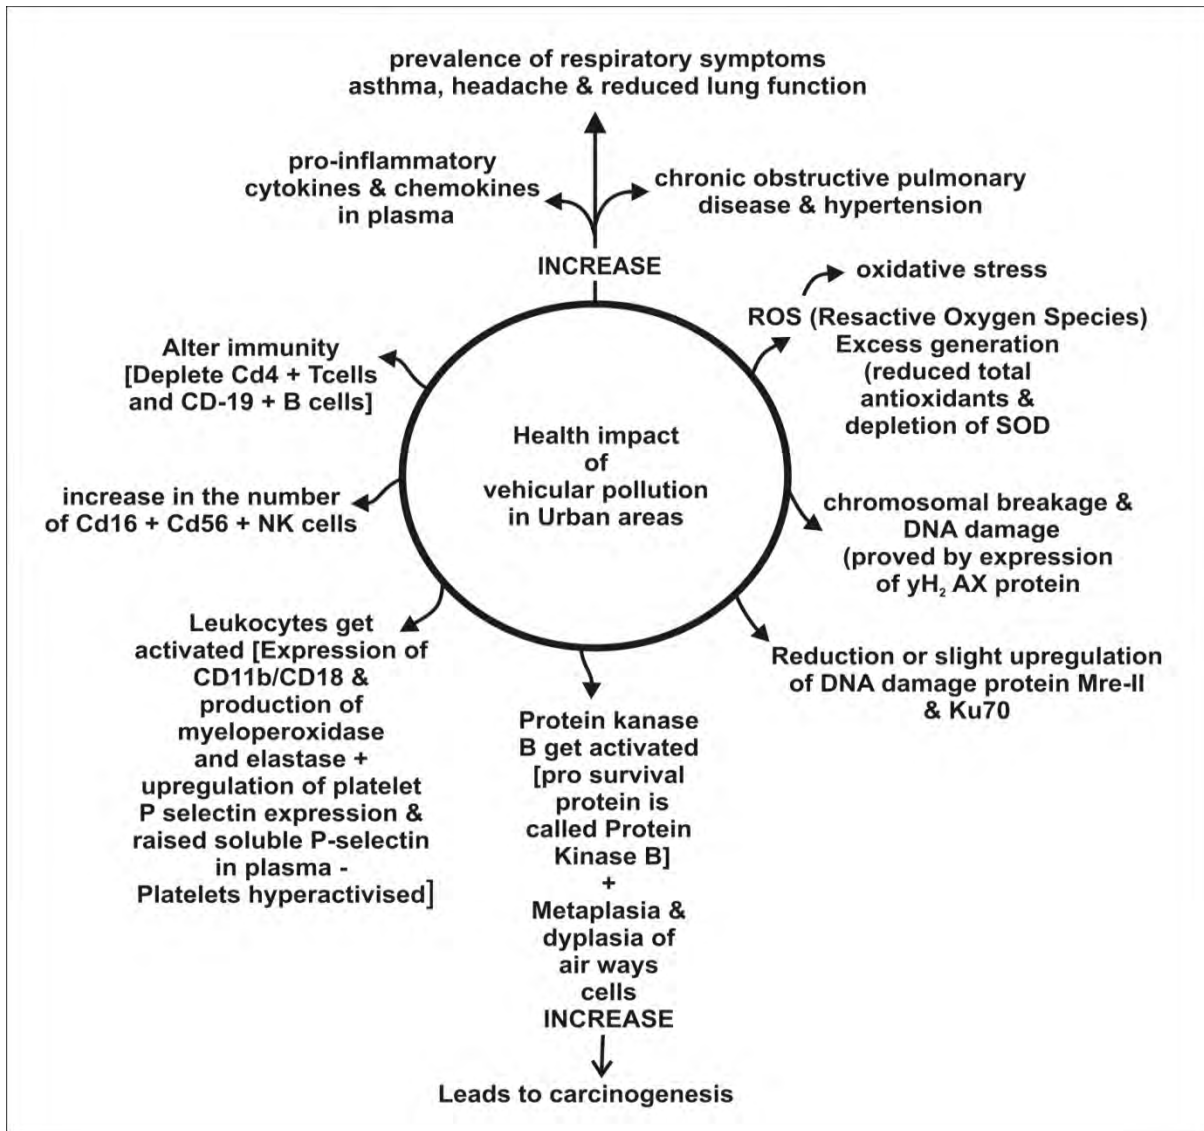 prevalence of respiratory symptoms
asthma, headache & reduced lung function
pro-inflammatory
cytokines & chemokines
in plasma
chronic obstructive pulmonary
disease & hypertension
INCREASE
oxidative stress
ROS (Resactive Oxygen Species)
Excess generation
(reduced total
antioxidants &
depletion of SOD
Alter immunity
[Deplete Cd4 + Tcells
and CD-19 + B cells]
Health impact
of
vehicular pollution
in Urban areas
increase in the number
of Cd16 + Cd56 + NK cells
chromosomal breakage &
DNA damage
(proved by expression
of yH₂ AX protein
Leukocytes get
activated [Expression of
CD11b/CD18 &
production of
myeloperoxidase
and elastase +
upregulation of platelet
P selectin expression &
raised soluble P-selectin
in plasma -
Platelets hyperactivised]
Reduction or slight upregulation
of DNA damage protein Mre-II
& Ku70
Protein kanase
B get activated
[pro survival
protein is
called Protein
Kinase B]
+
Metaplasia &
dyplasia of
air ways
cells
INCREASE
Leads to carcinogenesis